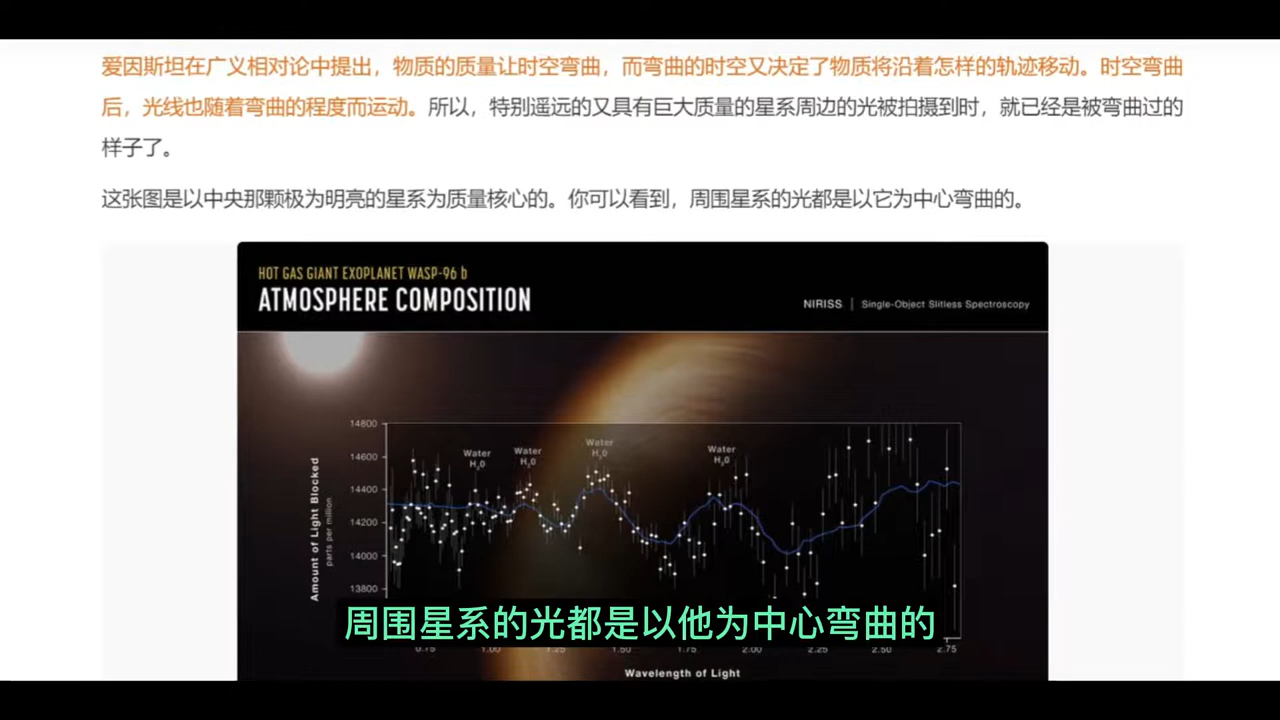 爱因斯坦在广义相对论中提出，物质的质量让时空弯曲，而弯曲的时空又决定了物质将沿着怎样的轨迹移动。时空弯曲
后，光线也随着弯曲的程度而运动。所以，特别遥远的又具有巨大质量的星系周边的光被拍摄到时，就已经是被弯曲过的
样子了。
这张图是以中央那颗极为明亮的星系为质量核心的。你可以看到，周围星系的光都是以它为中心弯曲的。
HOT GAS GIANT EXOPLANET WASP-96 b
ATMOSPHERE COMPOSITION
NIRISS | Single-Object Slitless Spectroscopy
Amount of Light Blocked
parts per million
14800
14600
14400
14200
14000
13800
Water
H₂O
Water
H₂O
Water
H₂O
Water
H₂O
周围星系的光都是以他为中心弯曲的
0.75 1.00 1.25 1.50 1.75 2.00 2.25 2.50 2.75
Wavelength of Light